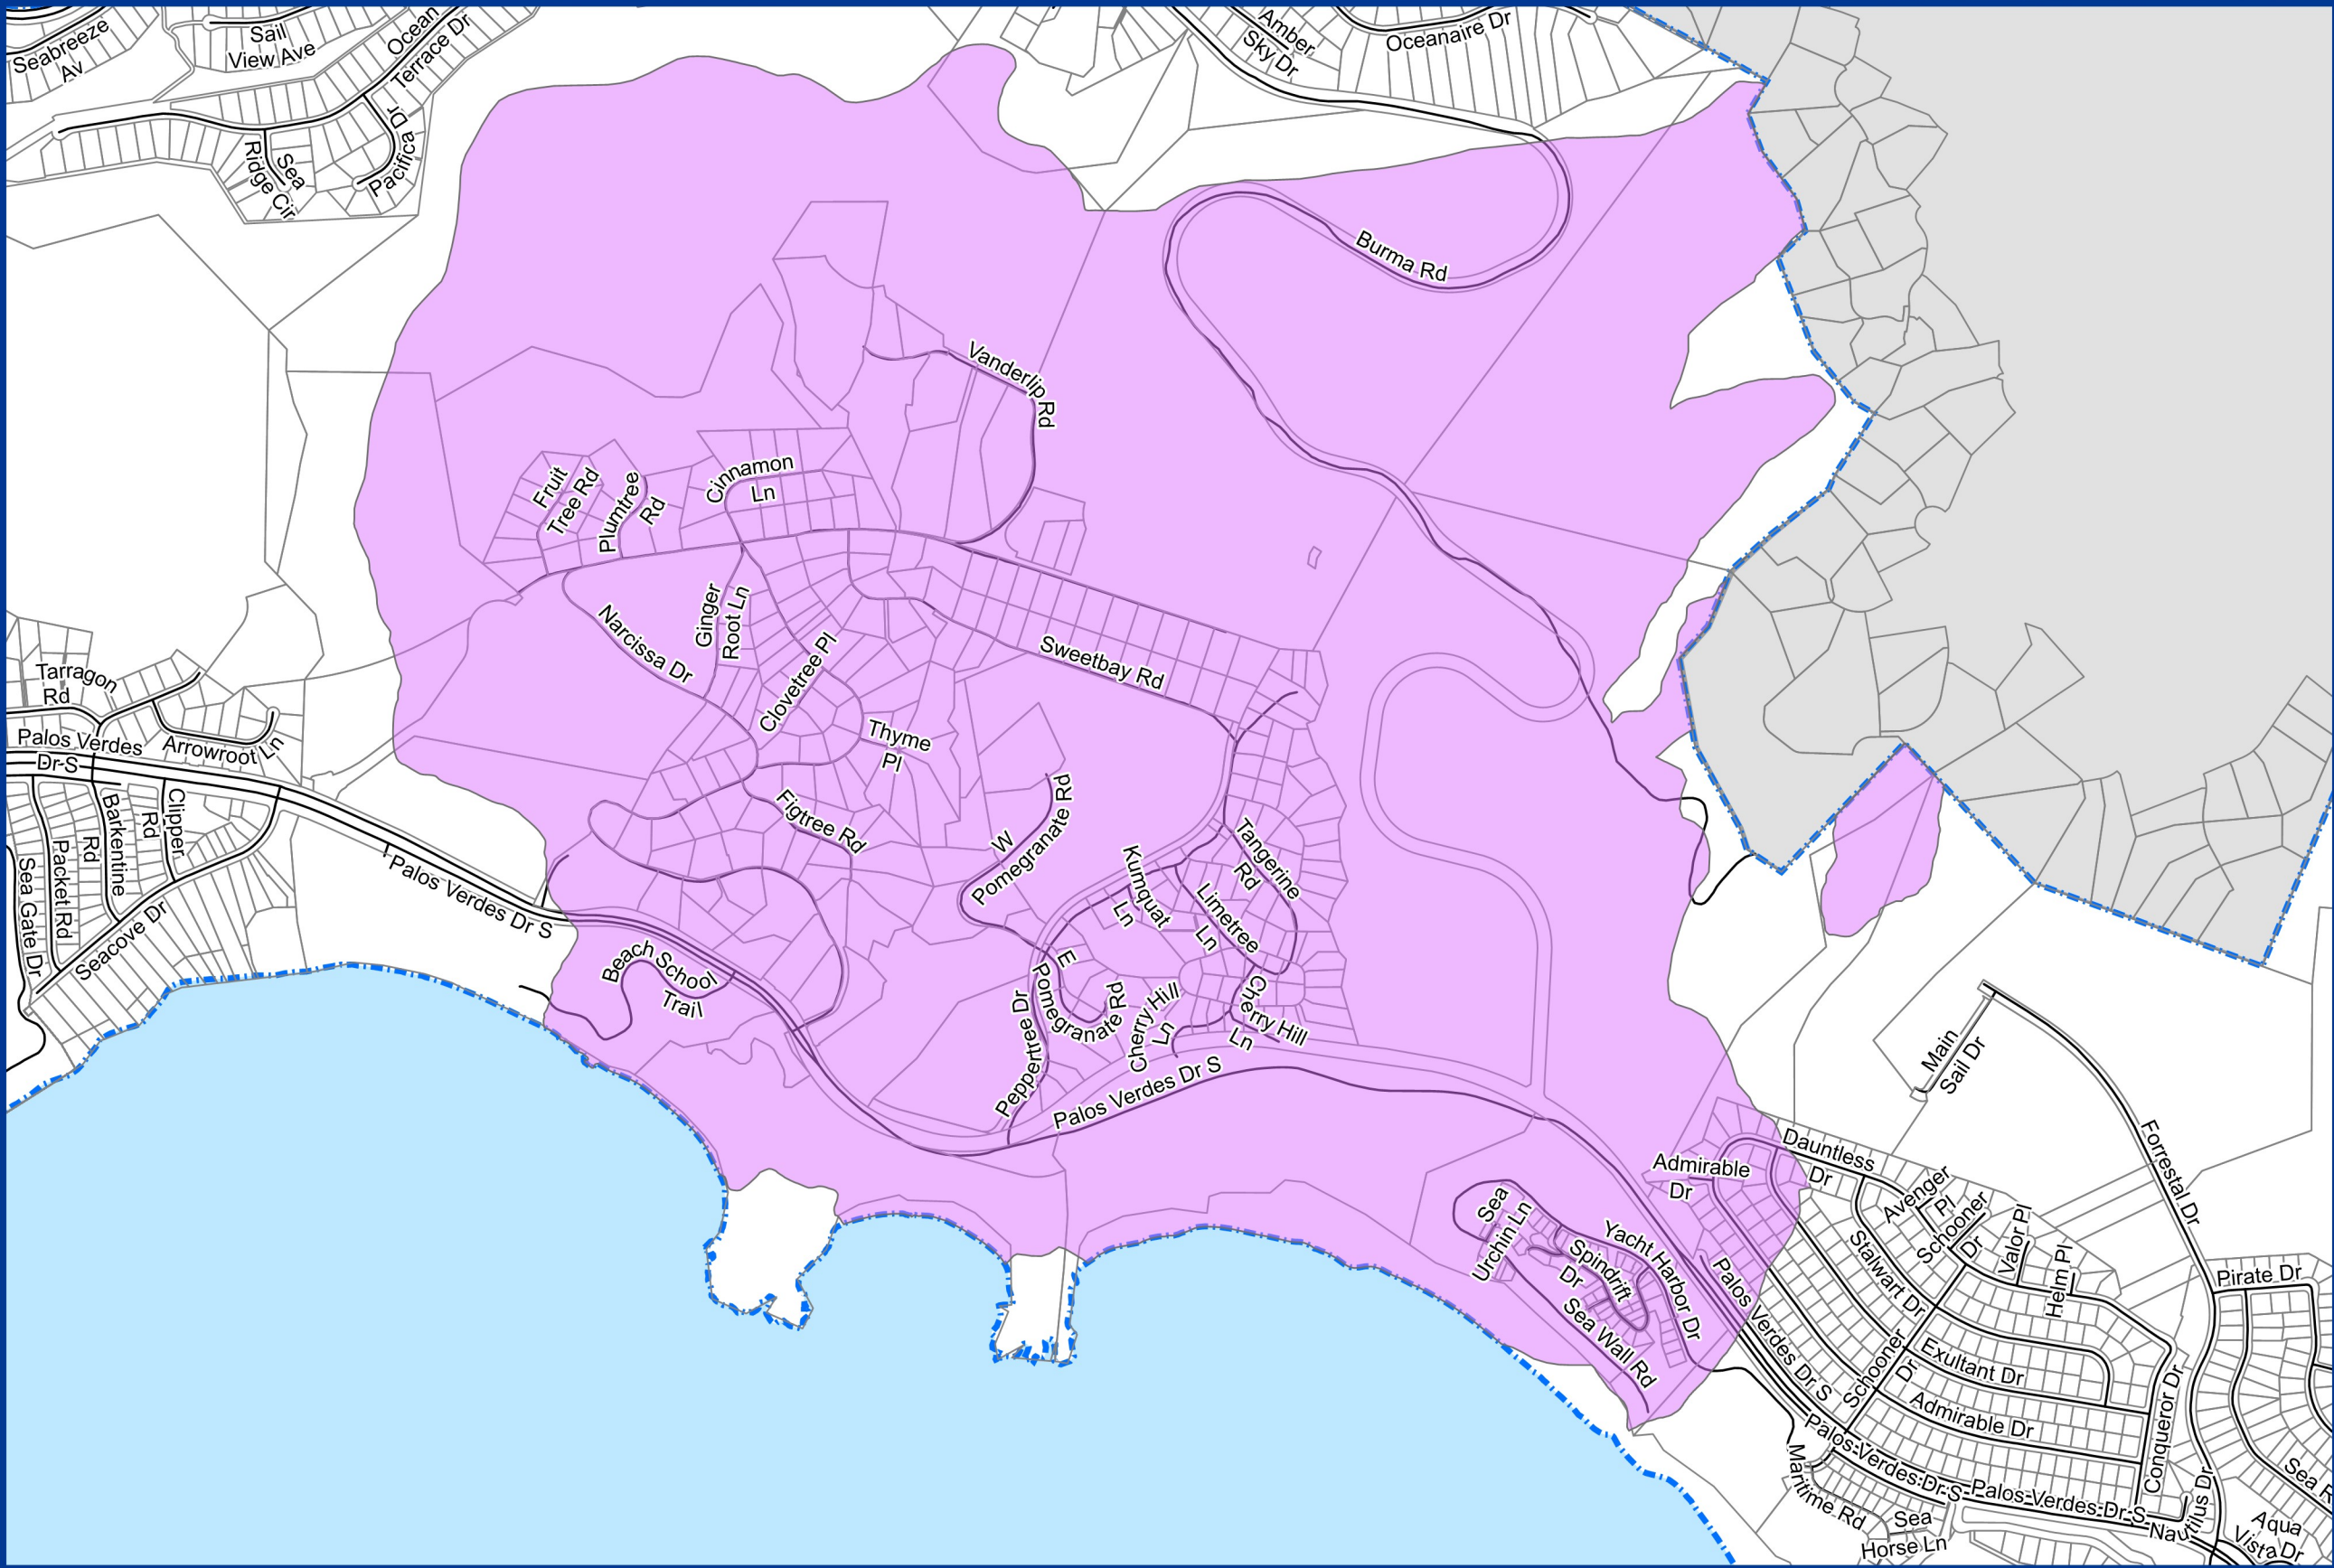 Seabreeze
Av
Sail
View Ave
Ocean
Terrace Dr
Amber
Sky Dr
Oceanaire Dr
Sea
Ridge Cir
Pacifica Dr
Burma Rd
Vanderlip Rd
Fruit
Tree Rd
Plumtree
Rd
Cinnamon
Ln
Ginger
Root Ln
Narcissa Dr
Clovetree Pl
Sweetbay Rd
Thyme
Pl
Tarragon
Rd
Palos Verdes
Dr S
Arrowroot Ln
Clipper
Rd
Barkentine
Rd
Packet Rd
Sea Gate Dr
Seacove Dr
Palos Verdes Dr S
Figtree Rd
W
Pomegranate Rd
Kumquat
Ln
Tangerine
Rd
Limetree
Ln
Beach School
Trail
E
Pomegranate Rd
Peppertree Dr
Cherry Hill
Ln
Cherry Hill
Ln
Palos Verdes Dr S
Main
Sail Dr
Forrestal Dr
Dauntless
Dr
Admirable
Dr
Avenger
Pl
Schooner
Dr
Valor Pl
Helm Pl
Stalwart Dr
Sea
Urchin Ln
Yacht Harbor Dr
Spindrift
Dr
Sea Wall Rd
Palos Verdes Dr S
Pirate Dr
Schooner
Dr
Exultant Dr
Admirable Dr
Conqueror Dr
Palos Verdes Dr S
Palos Verdes Dr S
Maritime Rd
Sea
Horse Ln
Nautilus Dr
Sea R
Aqua
Vista Dr